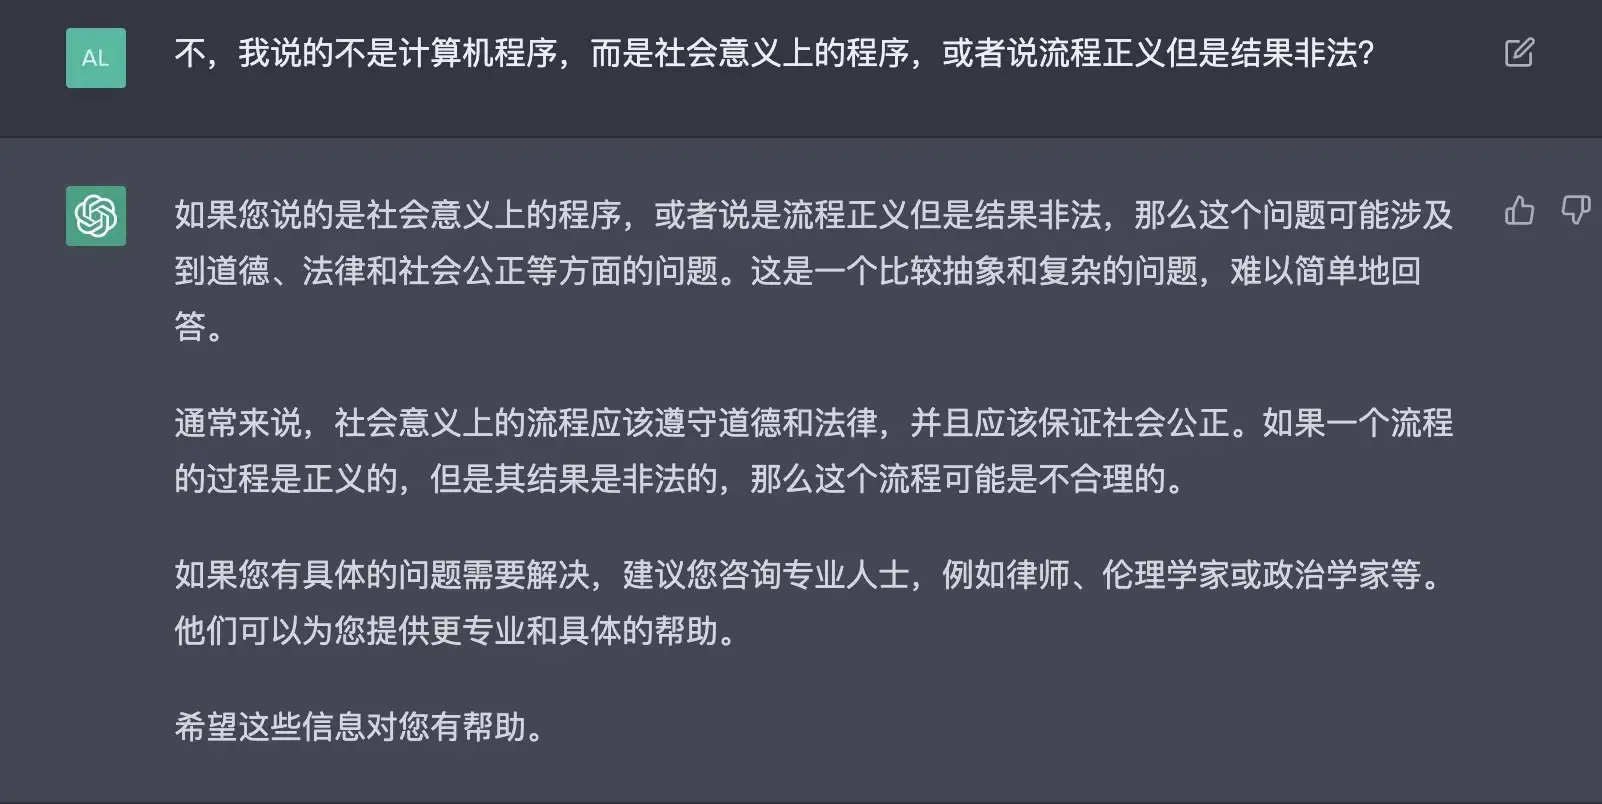 AL
不，我说的不是计算机程序，而是社会意义上的程序，或者说流程正义但是结果非法？
如果您说的是社会意义上的程序，或者说是流程正义但是结果非法，那么这个问题可能涉及
到道德、法律和社会公正等方面的问题。这是一个比较抽象和复杂的问题，难以简单地回
答。
通常来说，社会意义上的流程应该遵守道德和法律，并且应该保证社会公正。如果一个流程
的过程是正义的，但是其结果是非法的，那么这个流程可能是不合理的。
如果您有具体的问题需要解决，建议您咨询专业人士，例如律师、伦理学家或政治学家等。
他们可以为您提供更专业和具体的帮助。
希望这些信息对您有帮助。